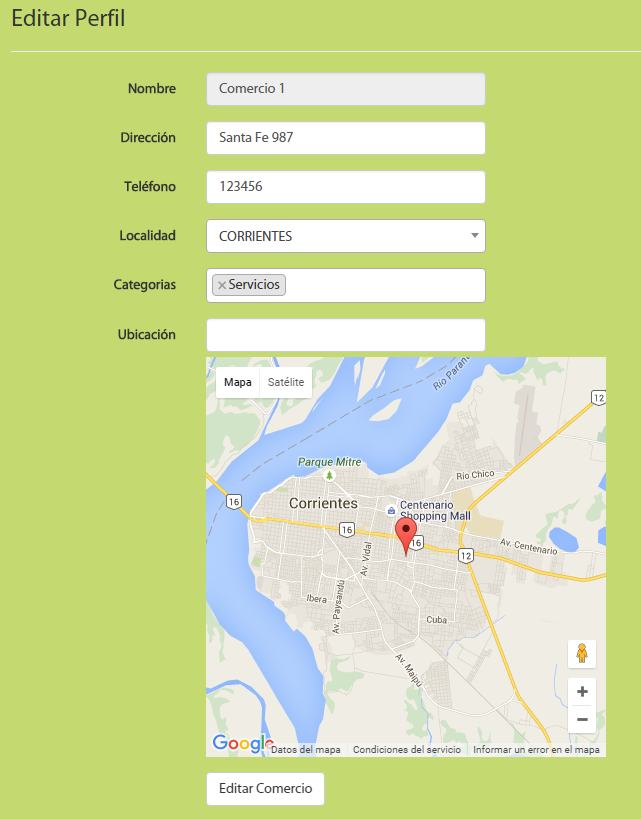 Editar Perfil
Nombre Comercio 1
Dirección Santa Fe 987
Teléfono 123456
Localidad CORRIENTES
Categorias ×Servicios
Ubicación
Mapa Satélite
Río Paraná
12
Parque Mitre
Río Chico
16
Corrientes
Centenario
Shopping Mall
16
16
12
Av. Centenario
Av. Vidal
Ibera
Av. Paysandú
Cuba
Av. Maipú
+
−
Google
Datos del mapa Condiciones del servicio Informar un error en el mapa
Editar Comercio